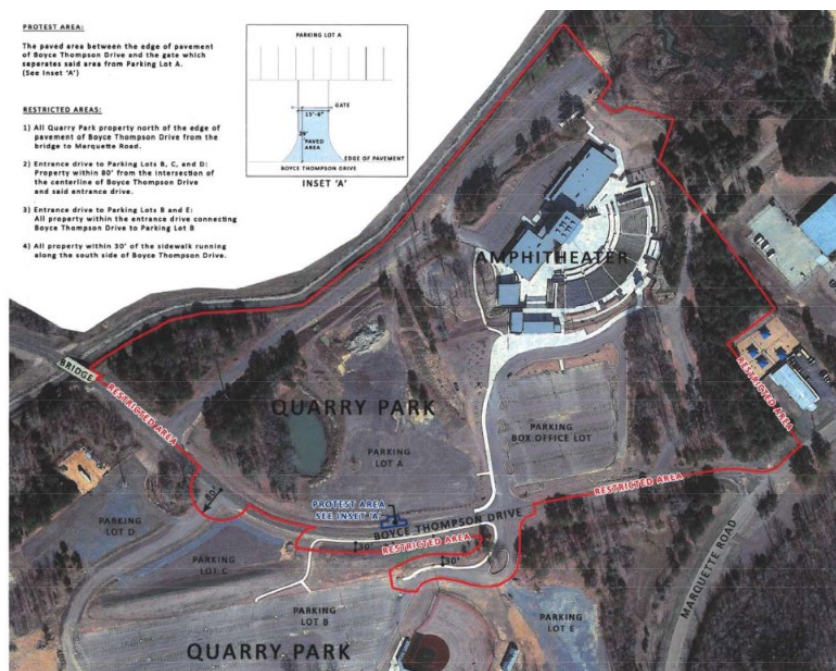 PROTEST AREA:
The paved area between the edge of pavement
of Boyce Thompson Drive and the gate which
seperates said area from Parking Lot A.
(See Inset 'A')
RESTRICTED AREAS:
1) All Quarry Park property north of the edge of
pavement of Boyce Thompson Drive from the
bridge to Marquette Road.
2) Entrance drive to Parking Lots B, C, and D:
Property within 80' from the intersection of
the centerline of Boyce Thompson Drive
and said entrance drive.
3) Entrance drive to Parking Lots B and E:
All property within the entrance drive connecting
Boyce Thompson Drive to Parking Lot B
4) All property within 30' of the sidewalk running
along the south side of Boyce Thompson Drive.
PARKING LOT A
GATE
15'-6"
29'
PAVED
AREA
EDGE OF PAVEMENT
BOYCE THOMPSON DRIVE
INSET 'A'
AMPHITHEATER
BRIDGE
RESTRICTED AREA
RESTRICTED AREA
QUARRY PARK
PARKING
BOX OFFICE LOT
PARKING
LOT A
RESTRICTED AREA
80'
PROTEST AREA
SEE INSET 'A'
BOYCE THOMPSON DRIVE
RESTRICTED AREA
30'
30'
PARKING
LOT D
PARKING
LOT C
MARQUETTE ROAD
PARKING
LOT B
PARKING
LOT E
QUARRY PARK